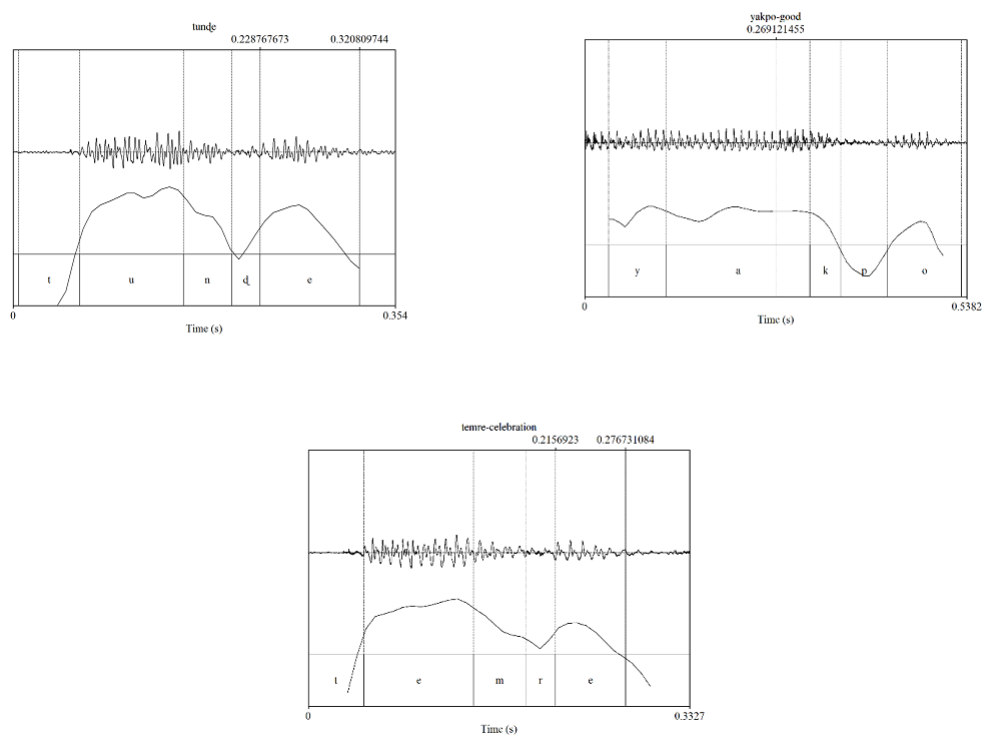 tunde
0.228767673 0.320809744
t u n ɖ e
0 0.354
Time (s)
yakpo-good
0.269121455
y a k p o
0 0.5382
Time (s)
temre-celebration
0.2156923 0.276731084
t e m r e
0 0.3327
Time (s)